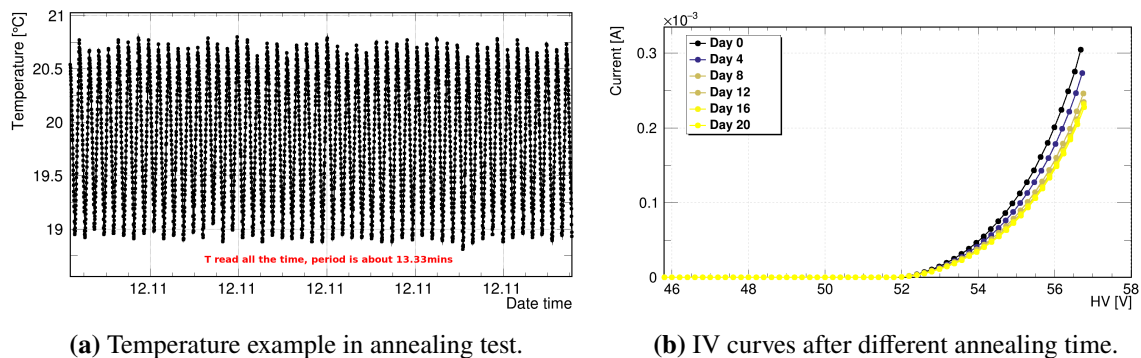 Temperature [°C]
21
20.5
20
19.5
19
T read all the time, period is about 13.33mins
12.11 12.11 12.11 12.11 12.11
Date time
(a) Temperature example in annealing test.
×10⁻³
Current [A]
0.3
0.2
0.1
0
Day 0
Day 4
Day 8
Day 12
Day 16
Day 20
46 48 50 52 54 56 58
HV [V]
(b) IV curves after different annealing time.